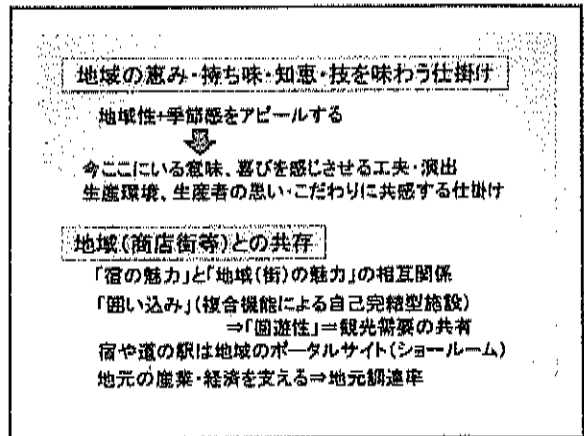 地域の恵み・持ち味・知恵・技を味わう仕掛け
地域性+季節感をアピールする
今ここにいる意味、喜びを感じさせる工夫・演出
生産環境、生産者の思い・こだわりに共感する仕掛け
地域(商店街等)との共存
「宿の魅力」と「地域(街)の魅力」の相互関係
「囲い込み」(複合機能による自己完結型施設)
⇒「回遊性」=観光需要の共有
宿や道の駅は地域のポータルサイト(ショールーム)
地元の産業・経済を支える⇒地元調達率